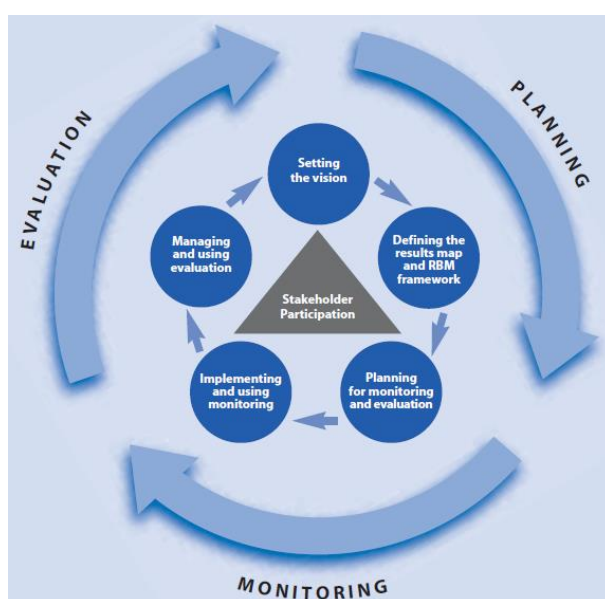 EVALUATION
PLANNING
Setting
the vision
Managing
and using
evaluation
Defining the
results map
and RBM
framework
Stakeholder
Participation
Implementing
and using
monitoring
Planning
for monitoring
and evaluation
MONITORING